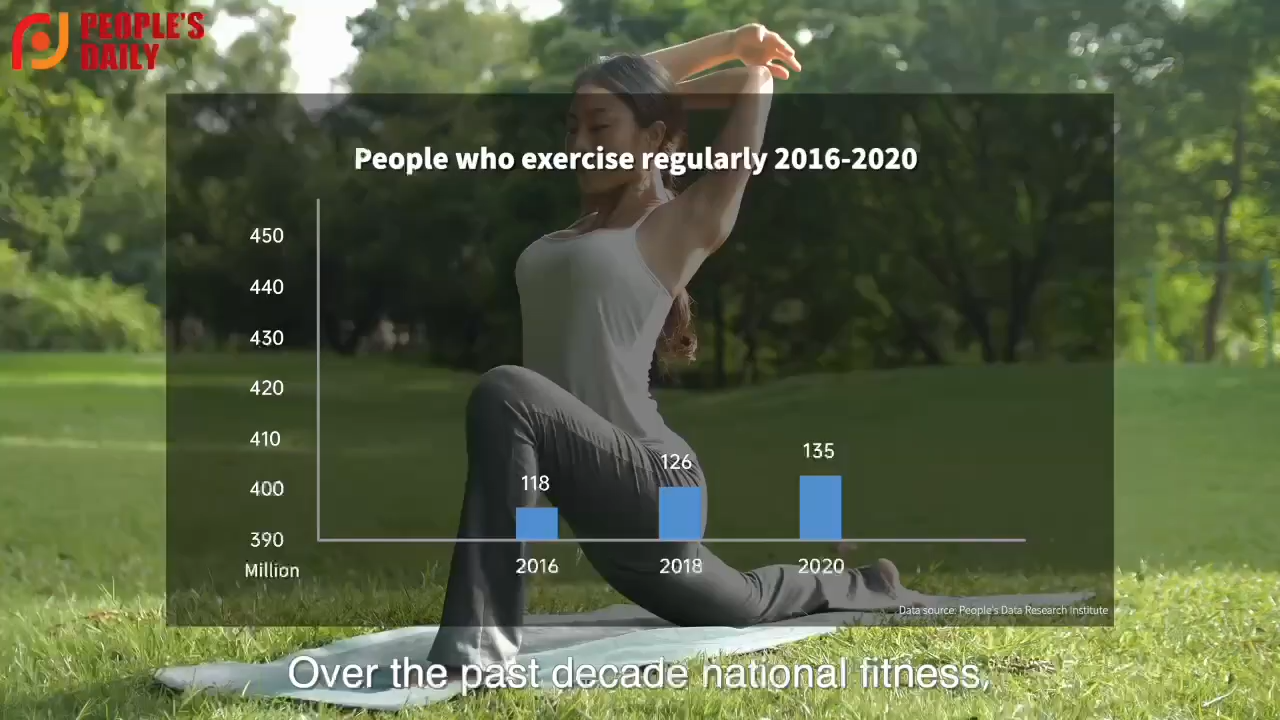 PEOPLE'S
DAILY
People who exercise regularly 2016-2020
450
440
430
420
410
400
390
Million
118
126
135
2016
2018
2020
Data source: People's Data Research Institute
Over the past decade national fitness,